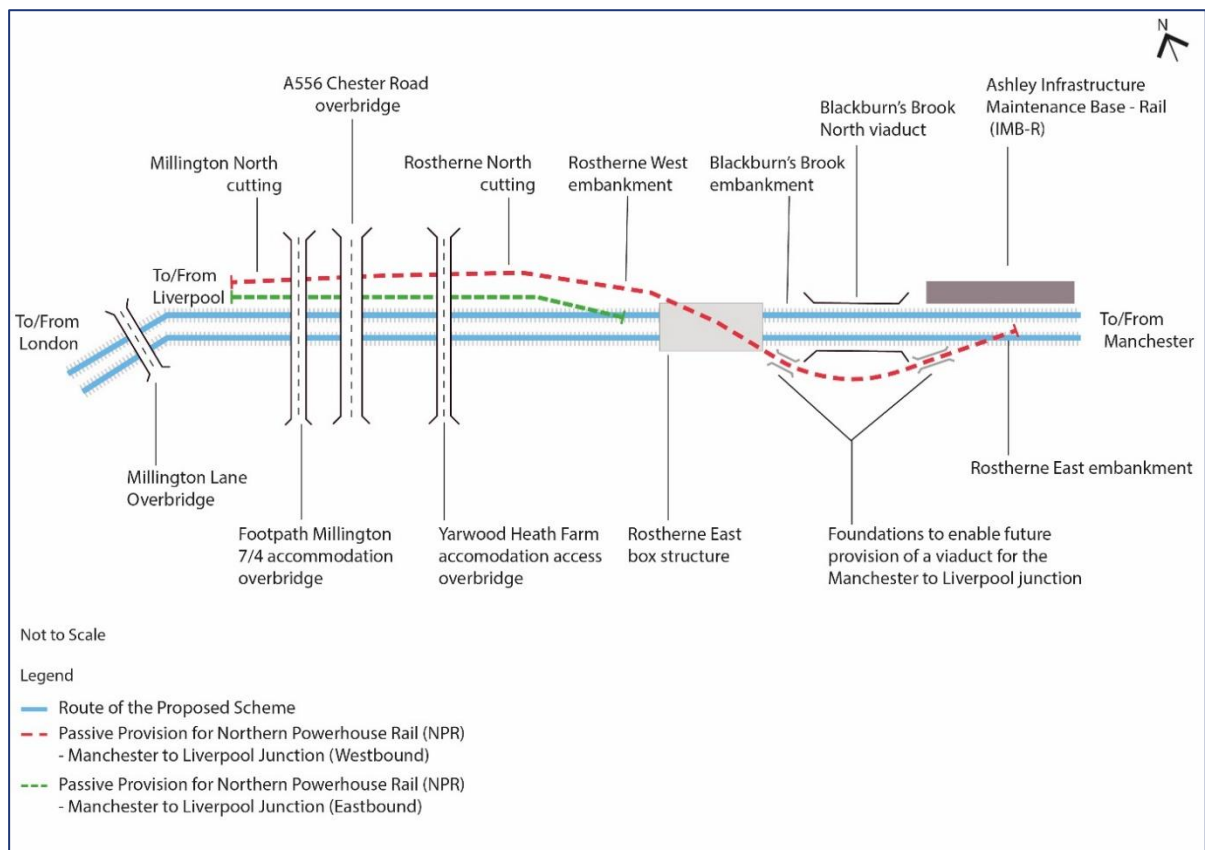 N
A556 Chester Road
overbridge
Ashley Infrastructure
Maintenance Base - Rail
(IMB-R)
Blackburn's Brook
North viaduct
Millington North
cutting
Rostherne North
cutting
Rostherne West
embankment
Blackburn's Brook
embankment
To/From
Liverpool
To/From
London
To/From
Manchester
Millington Lane
Overbridge
Rostherne East embankment
Footpath Millington
7/4 accommodation
overbridge
Yarwood Heath Farm
accomodation access
overbridge
Rostherne East
box structure
Foundations to enable future
provision of a viaduct for the
Manchester to Liverpool junction
Not to Scale
Legend
Route of the Proposed Scheme
Passive Provision for Northern Powerhouse Rail (NPR)
- Manchester to Liverpool Junction (Westbound)
Passive Provision for Northern Powerhouse Rail (NPR)
- Manchester to Liverpool Junction (Eastbound)